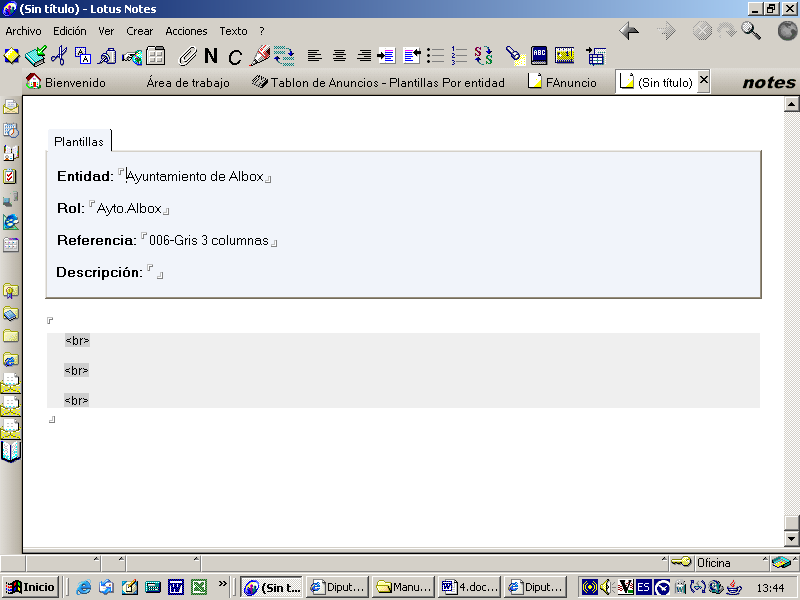 (Sin título) - Lotus Notes
Archivo Edición Ver Crear Acciones Texto ?
N C
ABC
Bienvenido Área de trabajo Tablon de Anuncios - Plantillas Por entidad FAnuncio (Sin título) notes
Plantillas
Entidad: Ayuntamiento de Albox
Rol: Ayto.Albox
Referencia: 006-Gris 3 columnas
Descripción:
<br>
<br>
<br>
Oficina
Inicio W X » (Sin t... Diput... Manu... 4.doc... Diput... ES 13:44